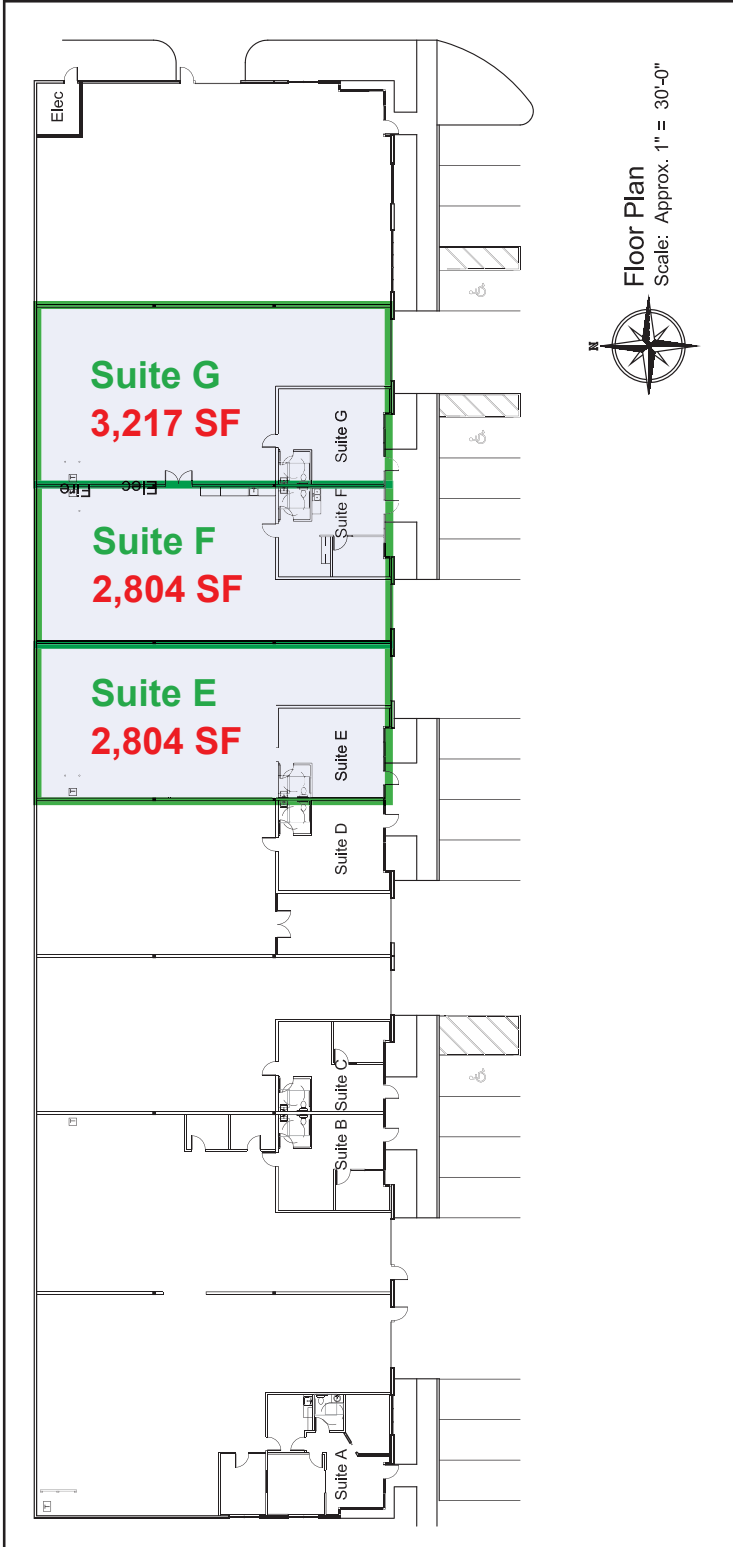 Elec
Floor Plan
Scale: Approx. 1" = 30'-0"
N
Suite G
3,217 SF
Suite G
Fire
Elec
Suite F
2,804 SF
Suite F
Suite E
2,804 SF
Suite E
T
T
T
Suite D
Suite C
Suite B
T
Suite A
T